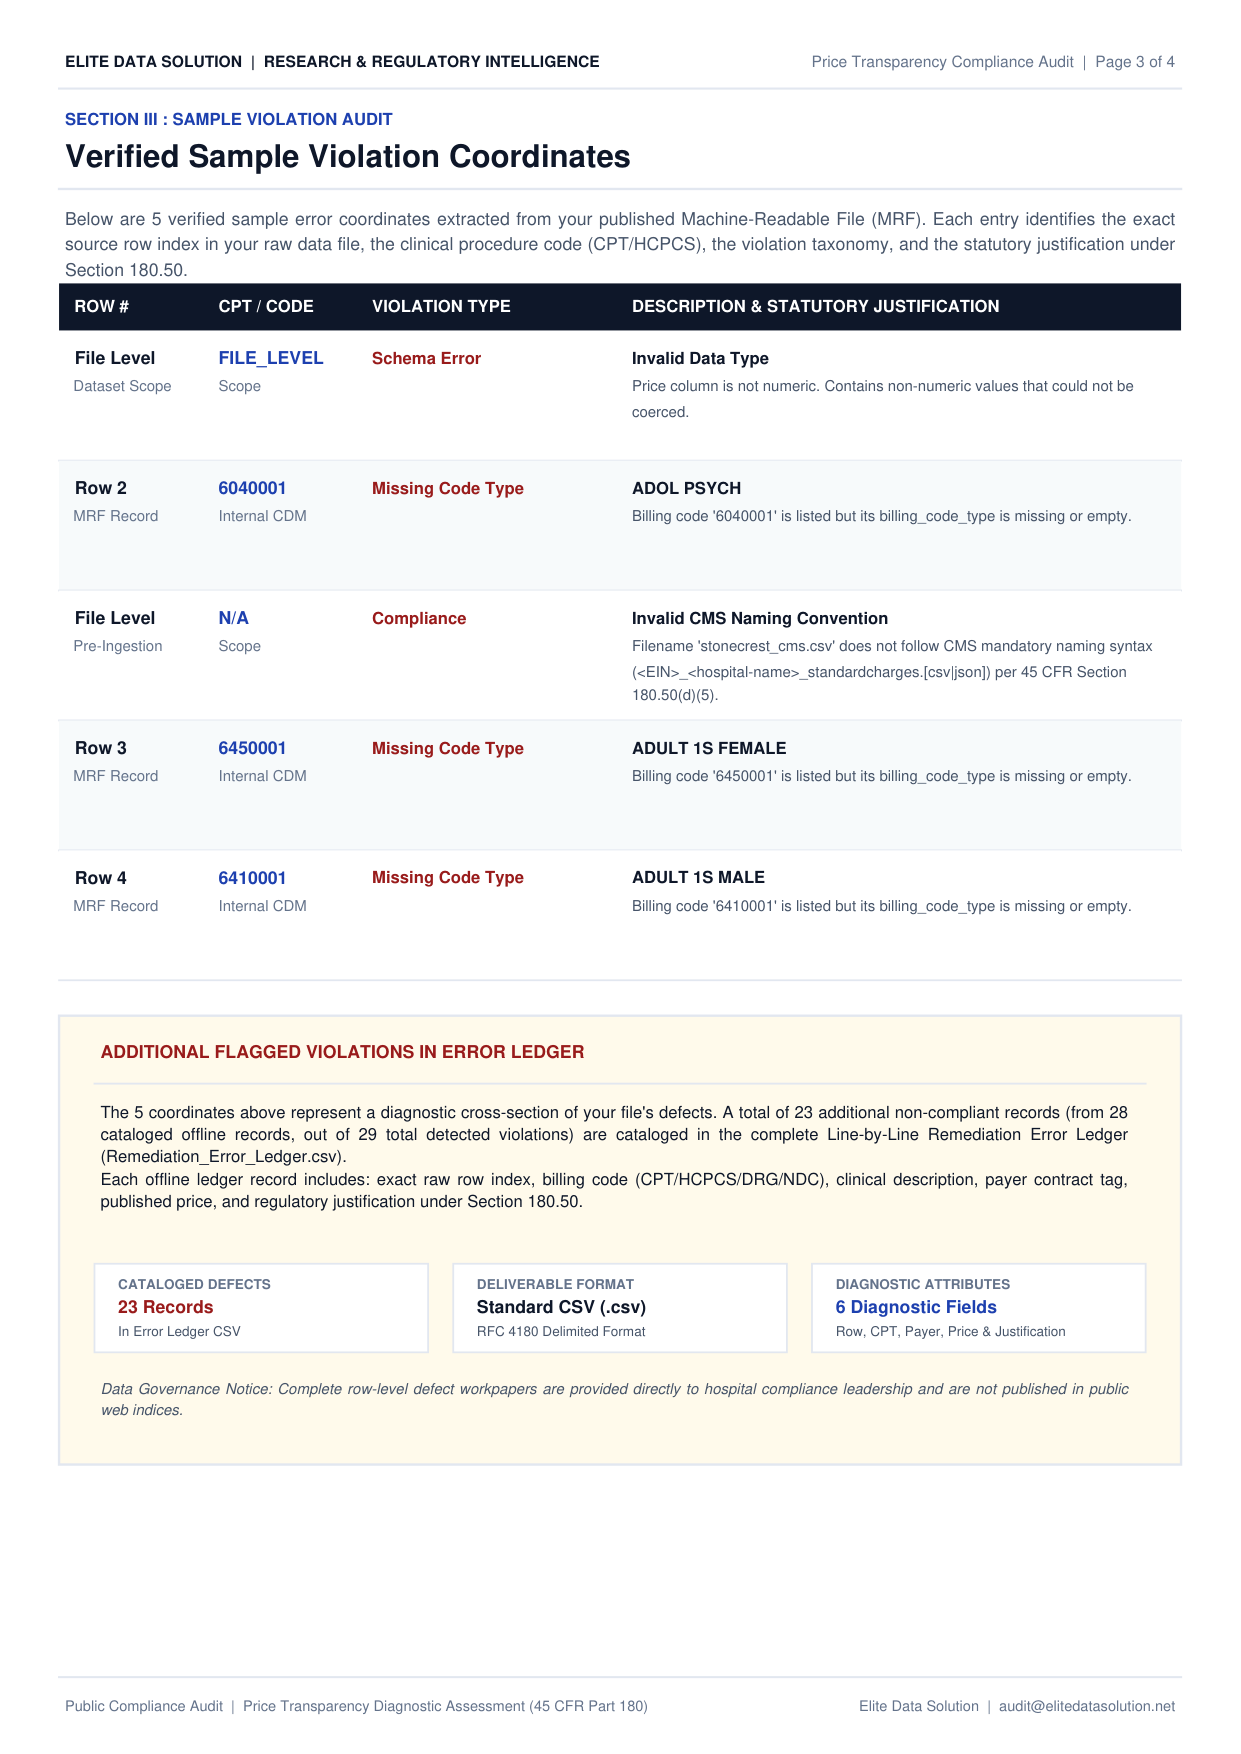 ELITE DATA SOLUTION | RESEARCH & REGULATORY INTELLIGENCE
Price Transparency Compliance Audit | Page 3 of 4
SECTION III : SAMPLE VIOLATION AUDIT
Verified Sample Violation Coordinates
Below are 5 verified sample error coordinates extracted from your published Machine-Readable File (MRF). Each entry identifies the exact
source row index in your raw data file, the clinical procedure code (CPT/HCPCS), the violation taxonomy, and the statutory justification under
Section 180.50.
ROW # CPT / CODE VIOLATION TYPE DESCRIPTION & STATUTORY JUSTIFICATION
File Level FILE_LEVEL Schema Error Invalid Data Type
Dataset Scope Scope Price column is not numeric. Contains non-numeric values that could not be
coerced.
Row 2 6040001 Missing Code Type ADOL PSYCH
MRF Record Internal CDM Billing code '6040001' is listed but its billing_code_type is missing or empty.
File Level N/A Compliance Invalid CMS Naming Convention
Pre-Ingestion Scope Filename 'stonecrest_cms.csv' does not follow CMS mandatory naming syntax
(<EIN>_<hospital-name>_standardcharges.[csv|json]) per 45 CFR Section
180.50(d)(5).
Row 3 6450001 Missing Code Type ADULT 1S FEMALE
MRF Record Internal CDM Billing code '6450001' is listed but its billing_code_type is missing or empty.
Row 4 6410001 Missing Code Type ADULT 1S MALE
MRF Record Internal CDM Billing code '6410001' is listed but its billing_code_type is missing or empty.
ADDITIONAL FLAGGED VIOLATIONS IN ERROR LEDGER
The 5 coordinates above represent a diagnostic cross-section of your file's defects. A total of 23 additional non-compliant records (from 28
cataloged offline records, out of 29 total detected violations) are cataloged in the complete Line-by-Line Remediation Error Ledger
(Remediation_Error_Ledger.csv).
Each offline ledger record includes: exact raw row index, billing code (CPT/HCPCS/DRG/NDC), clinical description, payer contract tag,
published price, and regulatory justification under Section 180.50.
CATALOGED DEFECTS
23 Records
In Error Ledger CSV
DELIVERABLE FORMAT
Standard CSV (.csv)
RFC 4180 Delimited Format
DIAGNOSTIC ATTRIBUTES
6 Diagnostic Fields
Row, CPT, Payer, Price & Justification
Data Governance Notice: Complete row-level defect workpapers are provided directly to hospital compliance leadership and are not published in public
web indices.
Public Compliance Audit | Price Transparency Diagnostic Assessment (45 CFR Part 180)
Elite Data Solution | audit@elitedatasolution.net